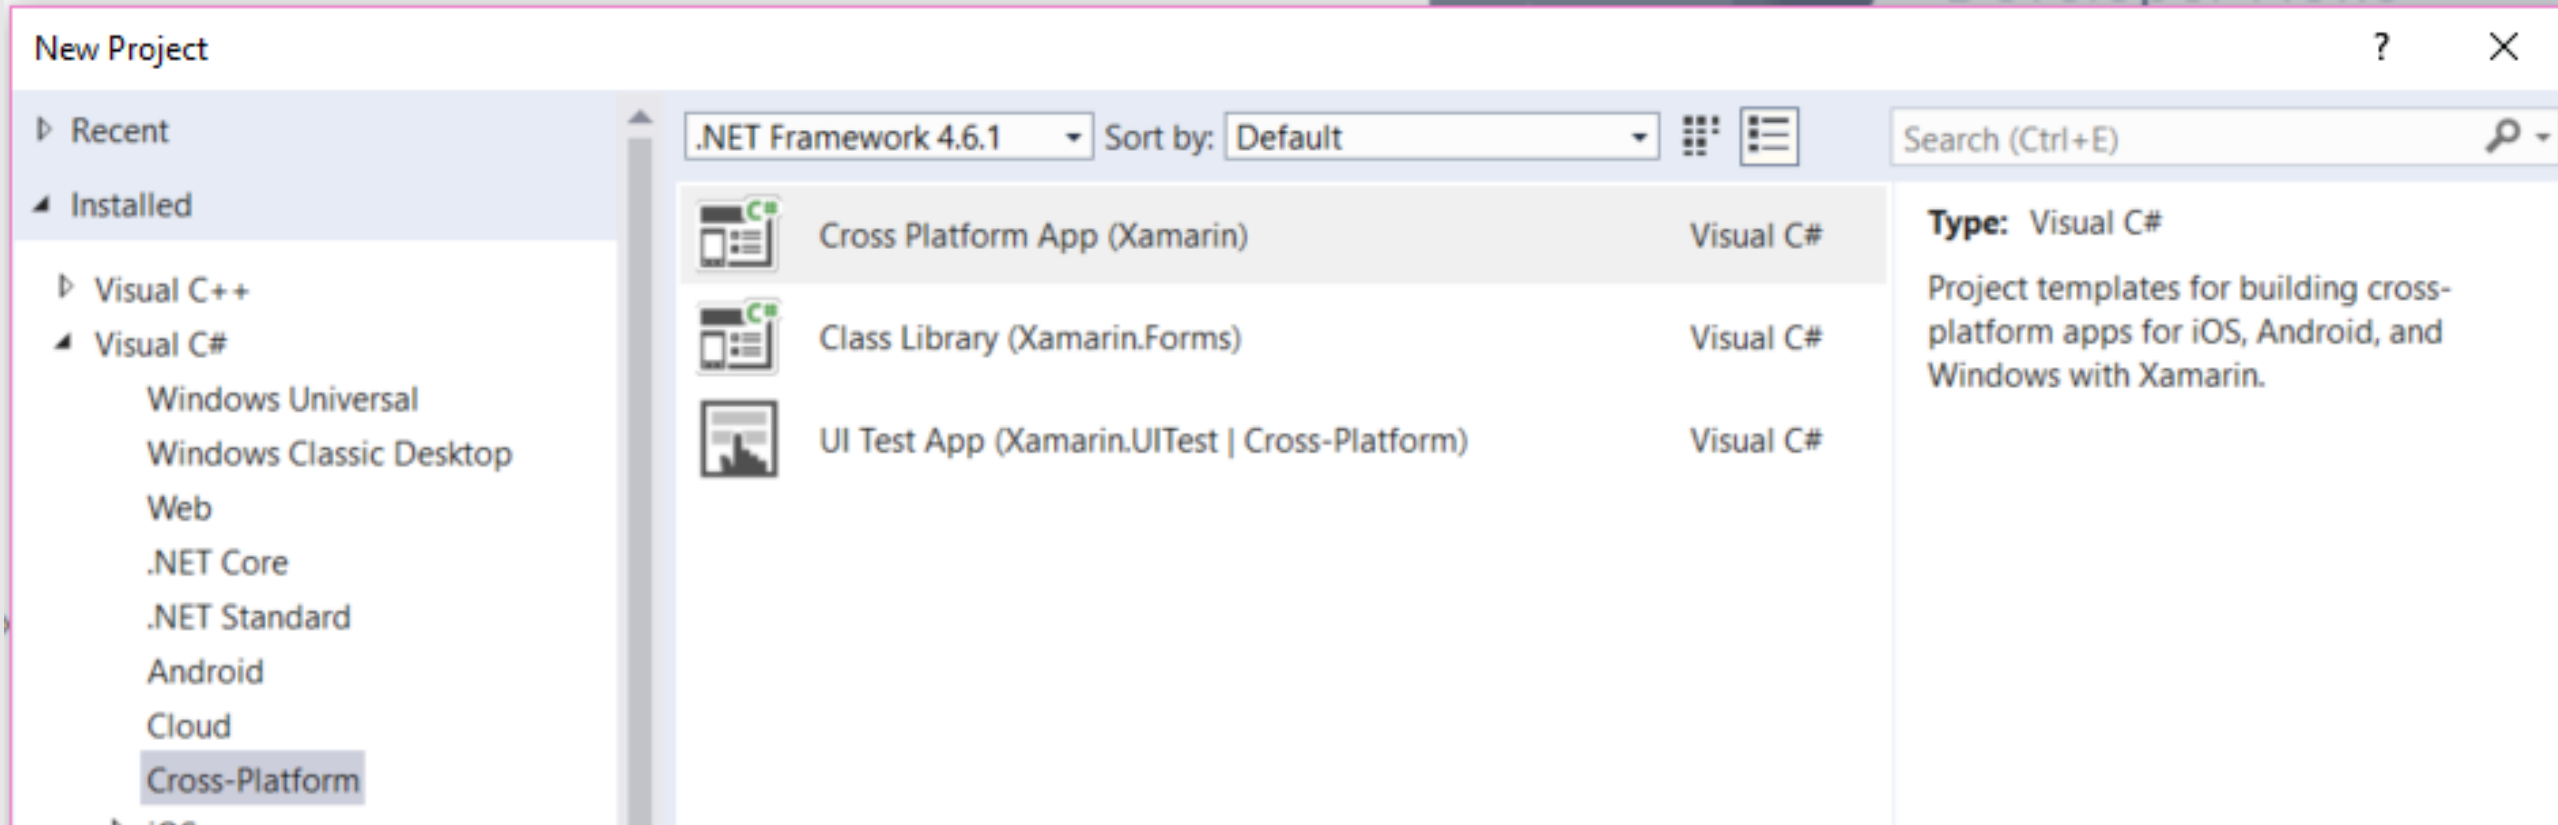 New Project
?
Recent
Installed
Visual C++
Visual C#
Windows Universal
Windows Classic Desktop
Web
.NET Core
.NET Standard
Android
Cloud
Cross-Platform
.NET Framework 4.6.1 Sort by: Default
Search (Ctrl+E)
Cross Platform App (Xamarin) Visual C#
Class Library (Xamarin.Forms) Visual C#
UI Test App (Xamarin.UITest | Cross-Platform) Visual C#
Type: Visual C#
Project templates for building cross-
platform apps for iOS, Android, and
Windows with Xamarin.